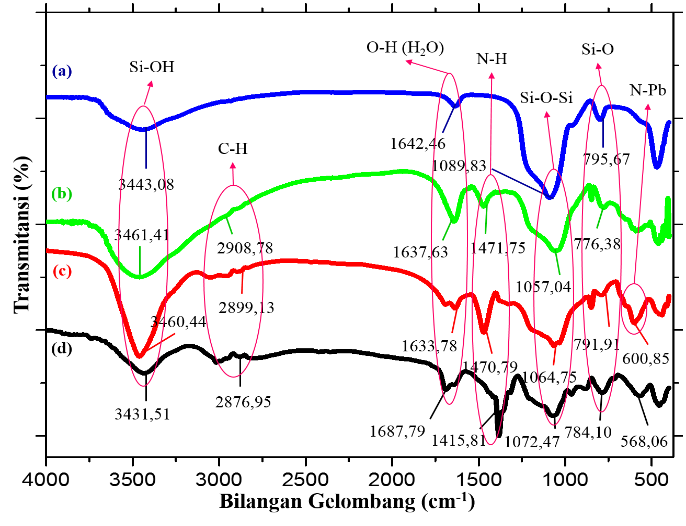 O-H (H₂O)
N-H
Si-O
Si-OH
Si-O-Si
N-Pb
C-H
(a)
1642,46
1089,83
795,67
3443,08
(b)
3461,41
2908,78
1637,63
1471,75
776,38
1057,04
(c)
2899,13
3460,44
1633,78
1470,79
1064,75
791,91
600,85
(d)
3431,51
2876,95
1687,79
1415,81
1072,47
784,10
568,06
Transmitansi (%)
4000 3500 3000 2500 2000 1500 1000 500
Bilangan Gelombang (cm⁻¹)